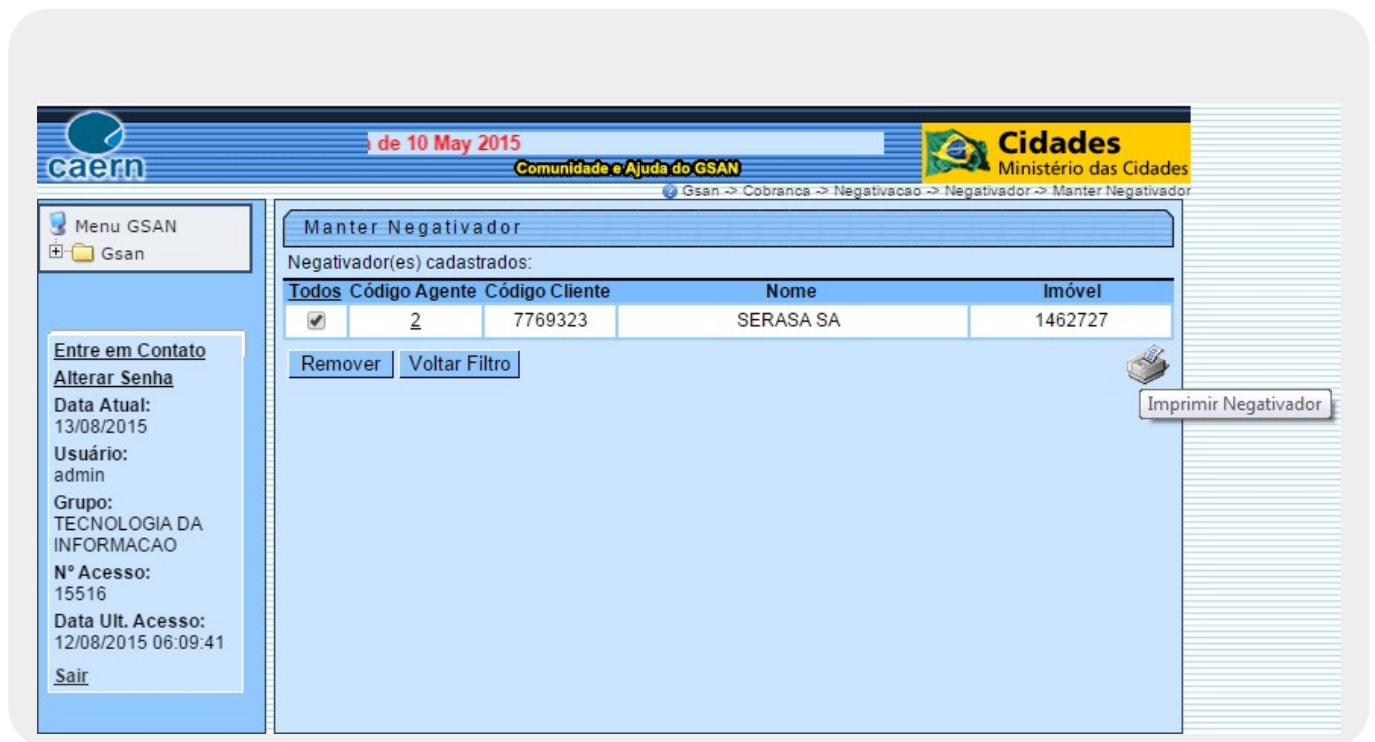 caern
de 10 May 2015
Comunidade e Ajuda do GSAN
Cidades
Ministério das Cidades
Gsan -> Cobranca -> Negativacao -> Negativador -> Manter Negativador
Menu GSAN
Gsan
Entre em Contato
Alterar Senha
Data Atual:
13/08/2015
Usuário:
admin
Grupo:
TECNOLOGIA DA
INFORMACAO
Nº Acesso:
15516
Data Ult. Acesso:
12/08/2015 06:09:41
Sair
Manter Negativador
Negativador(es) cadastrados:
Todos Código Agente Código Cliente Nome Imóvel
2 7769323 SERASA SA 1462727
Remover Voltar Filtro
Imprimir Negativador